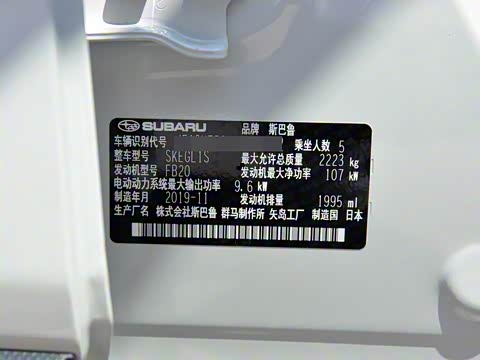 SUBARU 品牌 斯巴鲁
车辆识别代号 乘坐人数 5
整车型号 SKEGL1S 最大允许总质量 2223 kg
发动机型号 FB20 发动机最大净功率 107 kW
电动动力系统最大输出功率 9.6 kW
制造年月 2019-11 发动机排量 1995 ml
生产厂名 株式会社斯巴鲁 群马制作所 矢岛工厂 制造国 日本